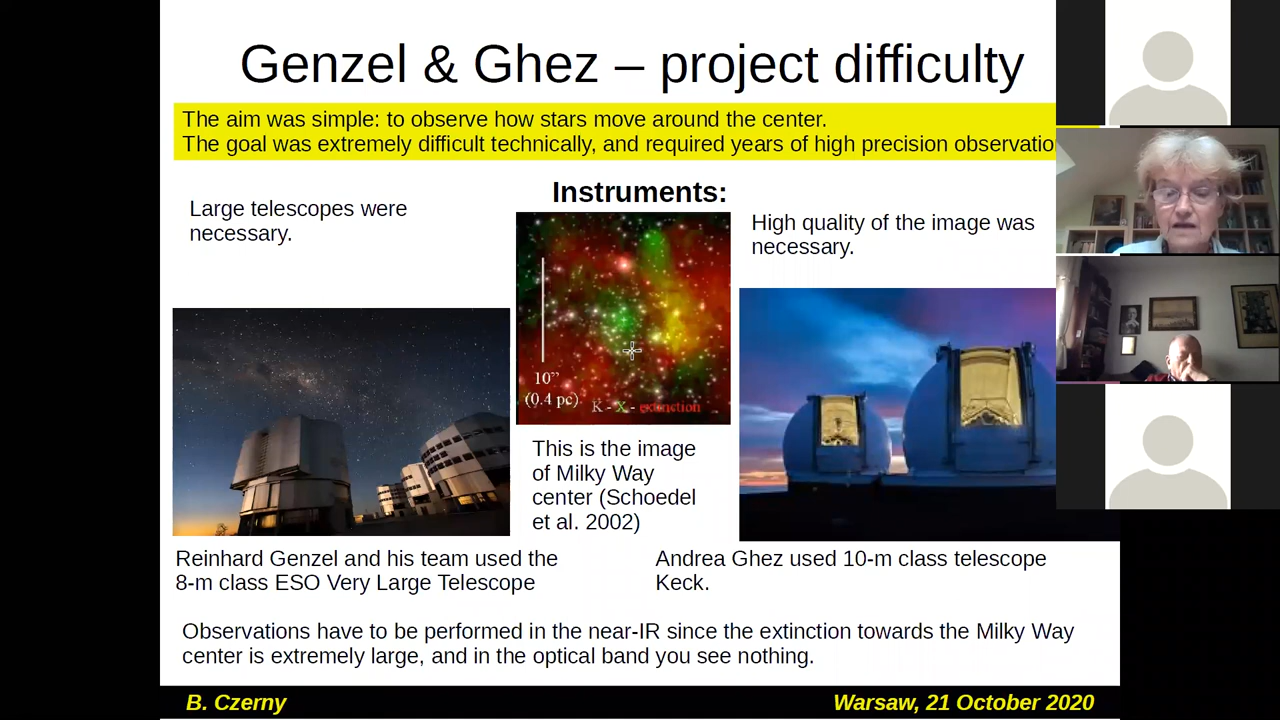 Genzel & Ghez – project difficulty
The aim was simple: to observe how stars move around the center.
The goal was extremely difficult technically, and required years of high precision observatio
Instruments:
Large telescopes were
necessary.
High quality of the image was
necessary.
10”
(0.4 pc)
K - X - extinction
This is the image
of Milky Way
center (Schoedel
et al. 2002)
Reinhard Genzel and his team used the
8-m class ESO Very Large Telescope
Andrea Ghez used 10-m class telescope
Keck.
Observations have to be performed in the near-IR since the extinction towards the Milky Way
center is extremely large, and in the optical band you see nothing.
B. Czerny
Warsaw, 21 October 2020